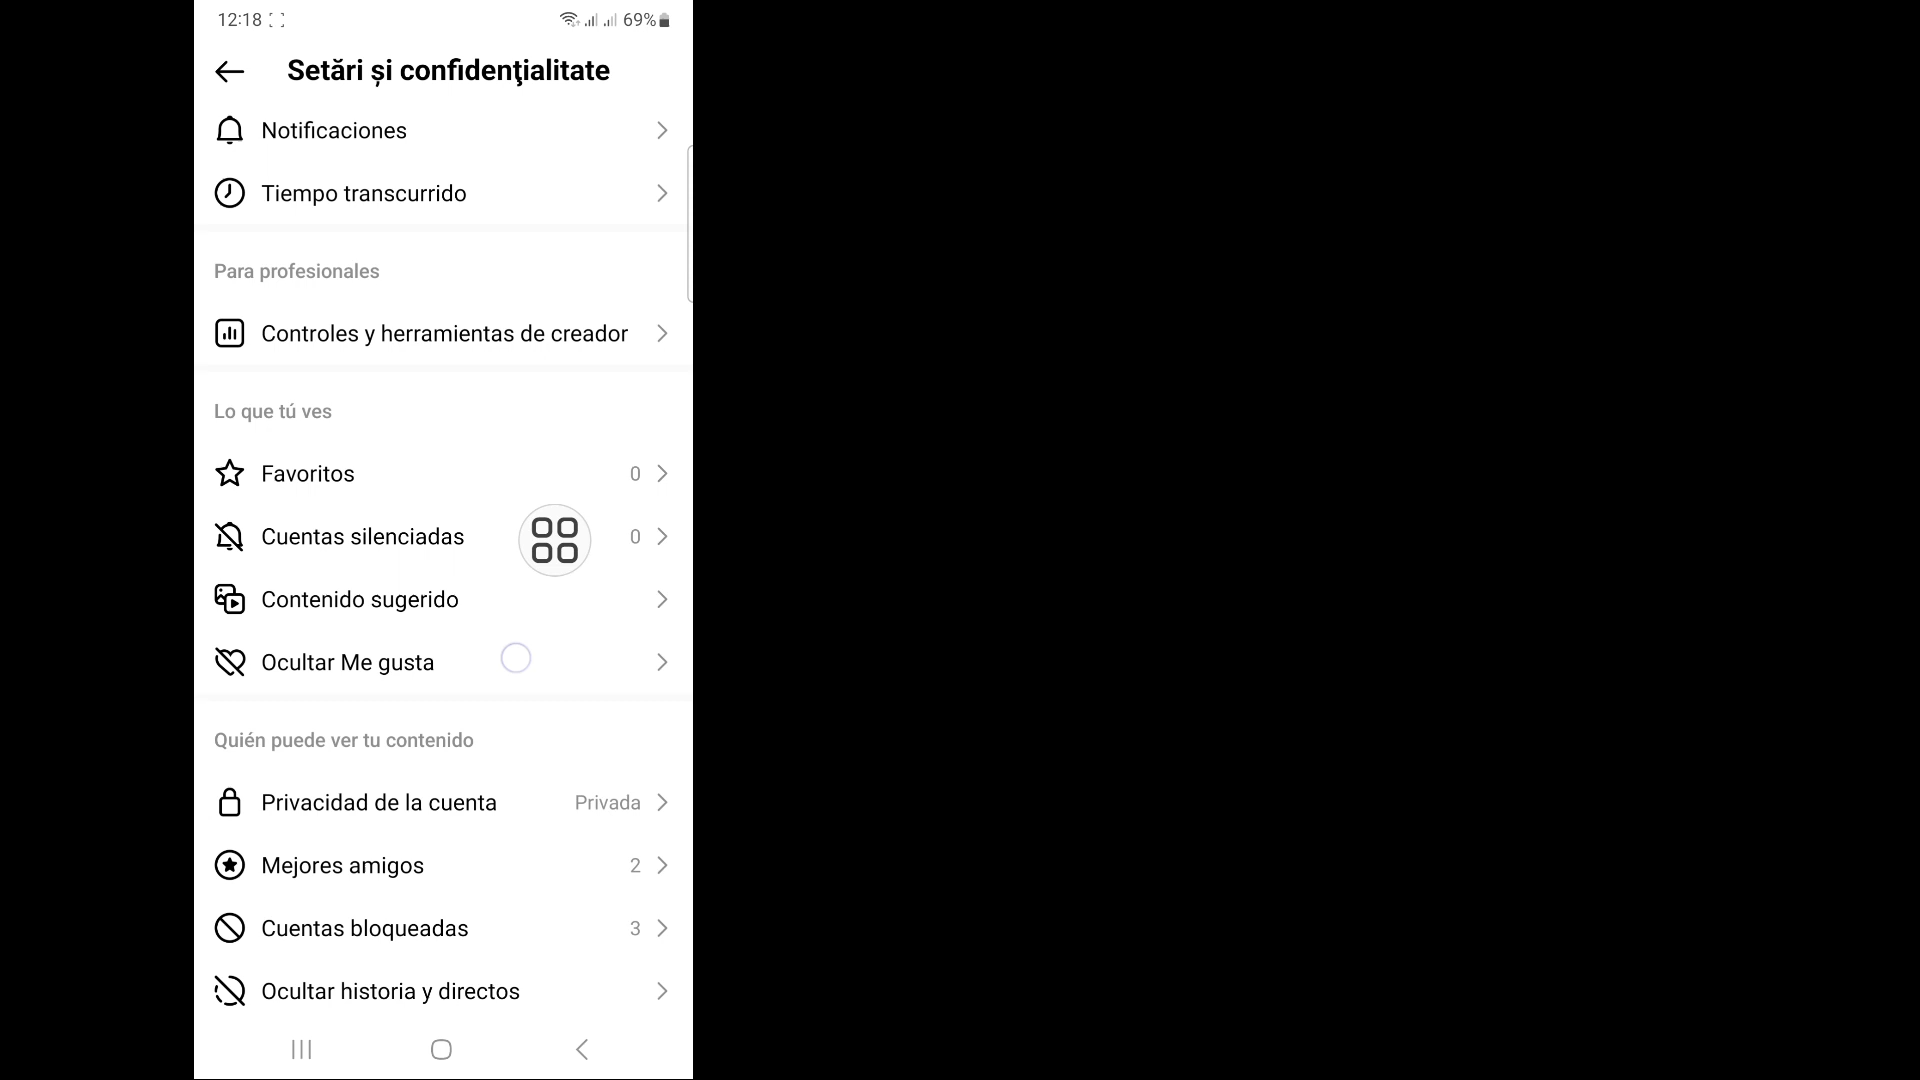 12:18 69%
Setări și confidenţialitate
Notificaciones
Tiempo transcurrido
Para profesionales
Controles y herramientas de creador
Lo que tú ves
Favoritos 0
Cuentas silenciadas 0
Contenido sugerido
Ocultar Me gusta
Quién puede ver tu contenido
Privacidad de la cuenta Privada
Mejores amigos 2
Cuentas bloqueadas 3
Ocultar historia y directos